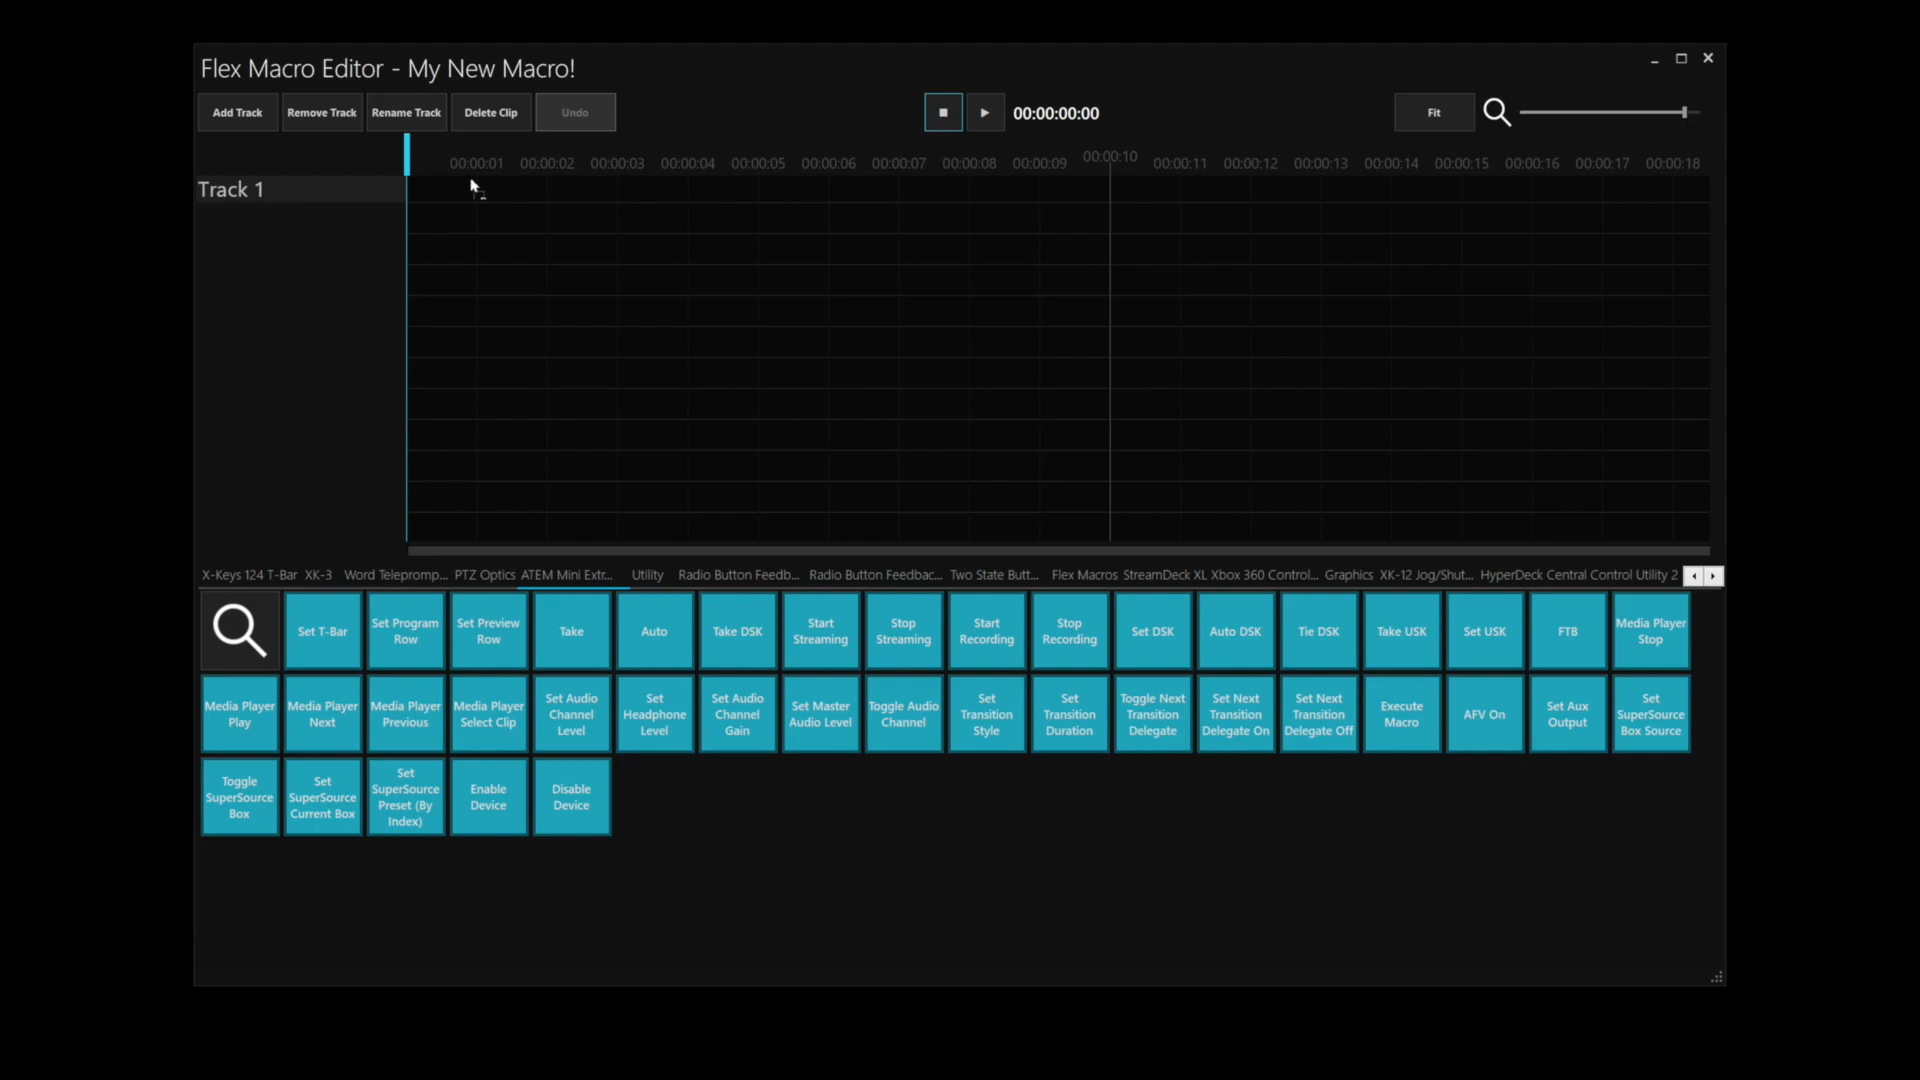 Flex Macro Editor - My New Macro!
Add Track Remove Track Rename Track Delete Clip Undo 00:00:00:00 Fit
00:00:01 00:00:02 00:00:03 00:00:04 00:00:05 00:00:06 00:00:07 00:00:08 00:00:09 00:00:10 00:00:11 00:00:12 00:00:13 00:00:14 00:00:15 00:00:16 00:00:17 00:00:18
Track 1
X-Keys 124 T-Bar XK-3 Word Telepromp... PTZ Optics ATEM Mini Extr... Utility Radio Button Feedb... Radio Button Feedbac... Two State Butt... Flex Macros StreamDeck XL Xbox 360 Control... Graphics XK-12 Jog/Shut... HyperDeck Central Control Utility 2
Set T-Bar
Set Program
Row
Set Preview
Row
Take
Auto
Take DSK
Start
Streaming
Stop
Streaming
Start
Recording
Stop
Recording
Set DSK
Auto DSK
Tie DSK
Take USK
Set USK
FTB
Media Player
Stop
Media Player
Play
Media Player
Next
Media Player
Previous
Media Player
Select Clip
Set Audio
Channel
Level
Set
Headphone
Level
Set Audio
Channel
Gain
Set Master
Audio Level
Toggle Audio
Channel
Set
Transition
Style
Set
Transition
Duration
Toggle Next
Transition
Delegate
Set Next
Transition
Delegate On
Set Next
Transition
Delegate Off
Execute
Macro
AFV On
Set Aux
Output
Set
SuperSource
Box Source
Toggle
SuperSource
Box
Set
SuperSource
Current Box
Set
SuperSource
Preset (By
Index)
Enable
Device
Disable
Device